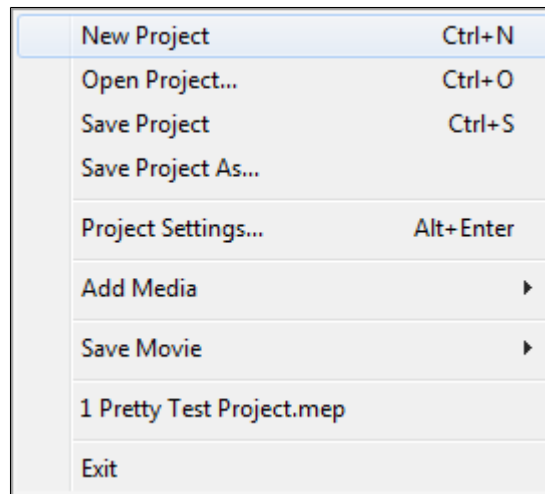 New Project Ctrl+N
Open Project... Ctrl+O
Save Project Ctrl+S
Save Project As...
Project Settings... Alt+Enter
Add Media
Save Movie
1 Pretty Test Project.mep
Exit